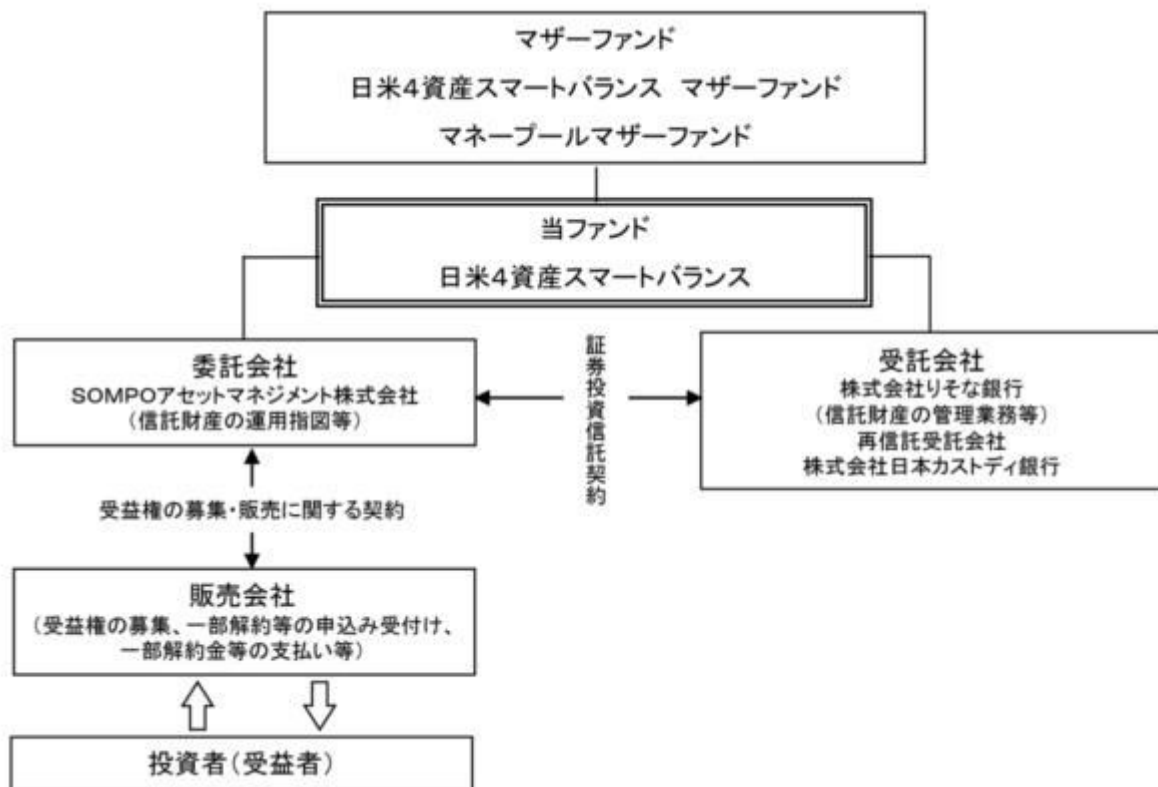 マザーファンド
日米4資産スマートバランス マザーファンド
マネープールマザーファンド
当ファンド
日米4資産スマートバランス
委託会社
SOMPOアセットマネジメント株式会社
(信託財産の運用指図等)
証券投資信託契約
受託会社
株式会社りそな銀行
(信託財産の管理業務等)
再信託受託会社
株式会社日本カストディ銀行
受益権の募集・販売に関する契約
販売会社
(受益権の募集、一部解約等の申込み受付け、
一部解約金等の支払い等)
投資者(受益者)